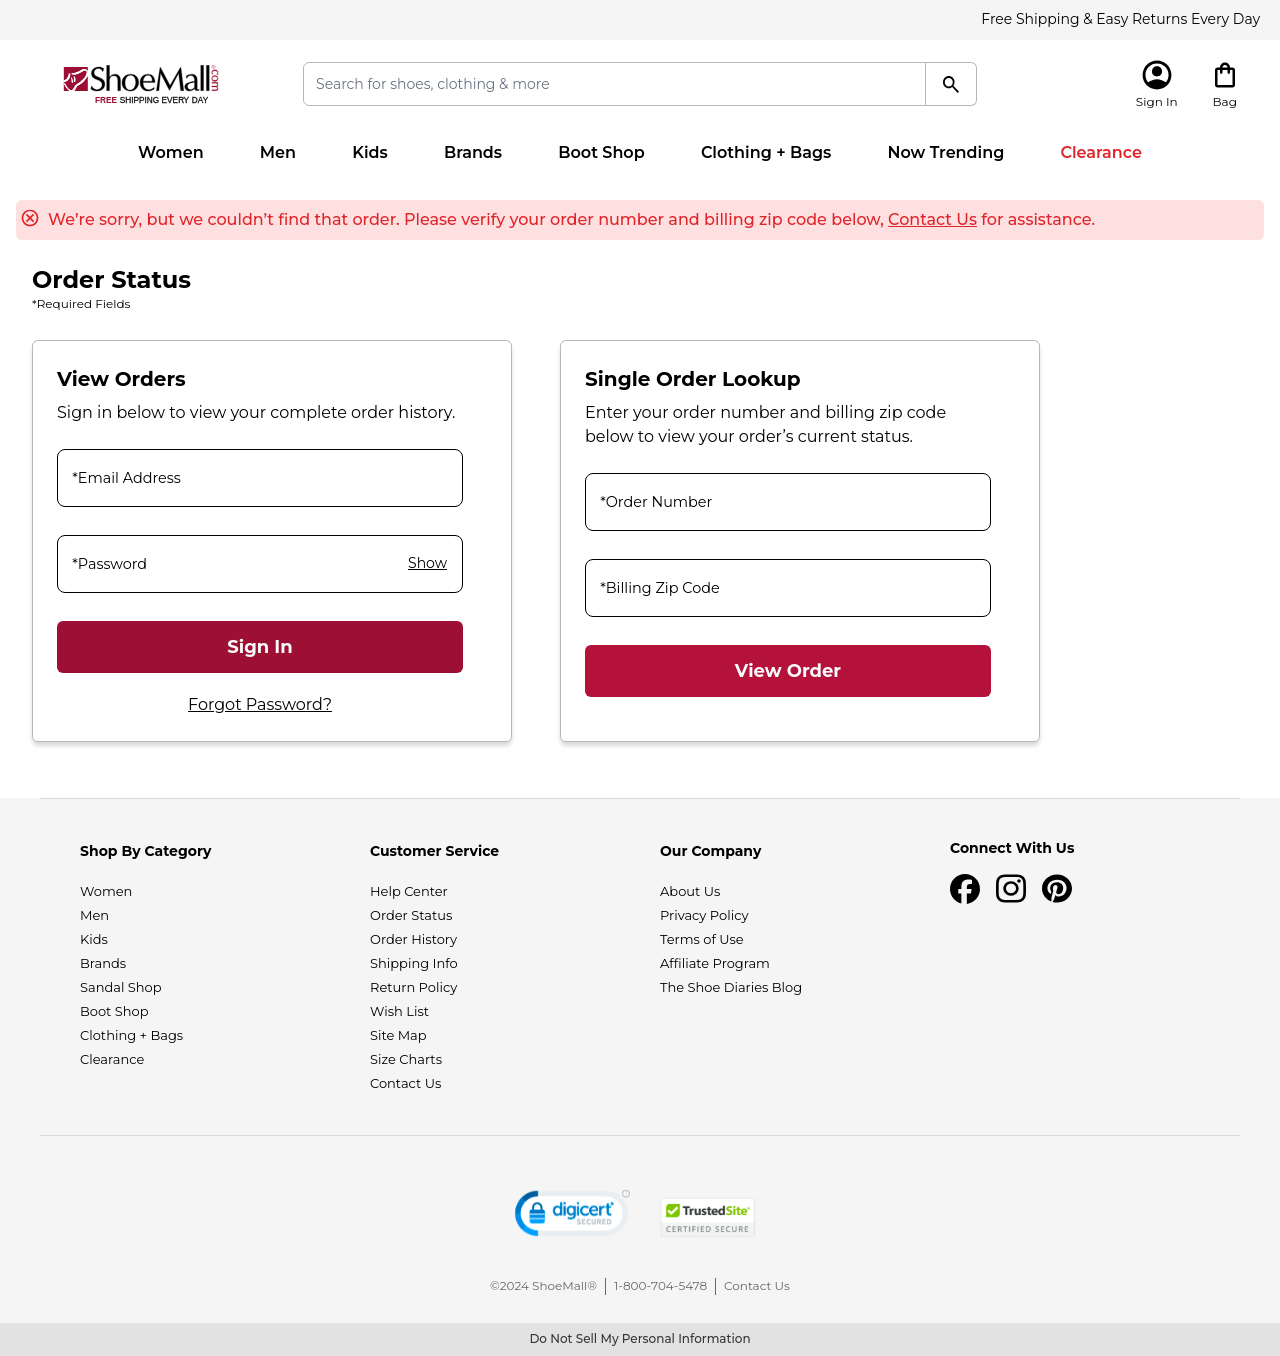 Free Shipping & Easy Returns Every Day
ShoeMall.com
FREE SHIPPING EVERY DAY
Search for shoes, clothing & more
Sign In
Bag
Women
Men
Kids
Brands
Boot Shop
Clothing + Bags
Now Trending
Clearance
We’re sorry, but we couldn’t find that order. Please verify your order number and billing zip code below, Contact Us for assistance.
Order Status
*Required Fields
View Orders
Sign in below to view your complete order history.
*Email Address
*Password
Show
Sign In
Forgot Password?
Single Order Lookup
Enter your order number and billing zip code
below to view your order’s current status.
*Order Number
*Billing Zip Code
View Order
Shop By Category
Women
Men
Kids
Brands
Sandal Shop
Boot Shop
Clothing + Bags
Clearance
Customer Service
Help Center
Order Status
Order History
Shipping Info
Return Policy
Wish List
Site Map
Size Charts
Contact Us
Our Company
About Us
Privacy Policy
Terms of Use
Affiliate Program
The Shoe Diaries Blog
Connect With Us
digicert
SECURED
TrustedSite
CERTIFIED SECURE
©2024 ShoeMall®
1-800-704-5478
Contact Us
Do Not Sell My Personal Information